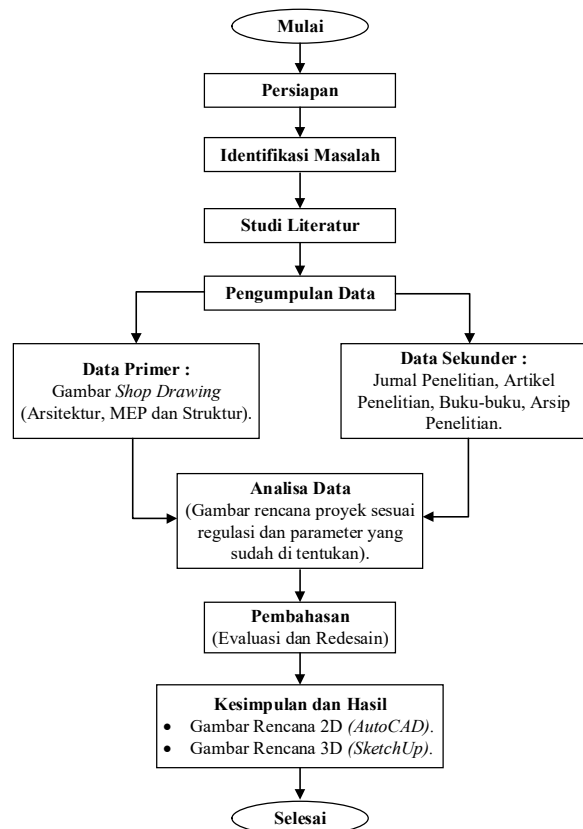 Mulai
Persiapan
Identifikasi Masalah
Studi Literatur
Pengumpulan Data
Data Primer :
Gambar Shop Drawing
(Arsitektur, MEP dan Struktur).
Data Sekunder :
Jurnal Penelitian, Artikel
Penelitian, Buku-buku, Arsip
Penelitian.
Analisa Data
(Gambar rencana proyek sesuai
regulasi dan parameter yang
sudah di tentukan).
Pembahasan
(Evaluasi dan Redesain)
Kesimpulan dan Hasil
• Gambar Rencana 2D (AutoCAD).
• Gambar Rencana 3D (SketchUp).
Selesai